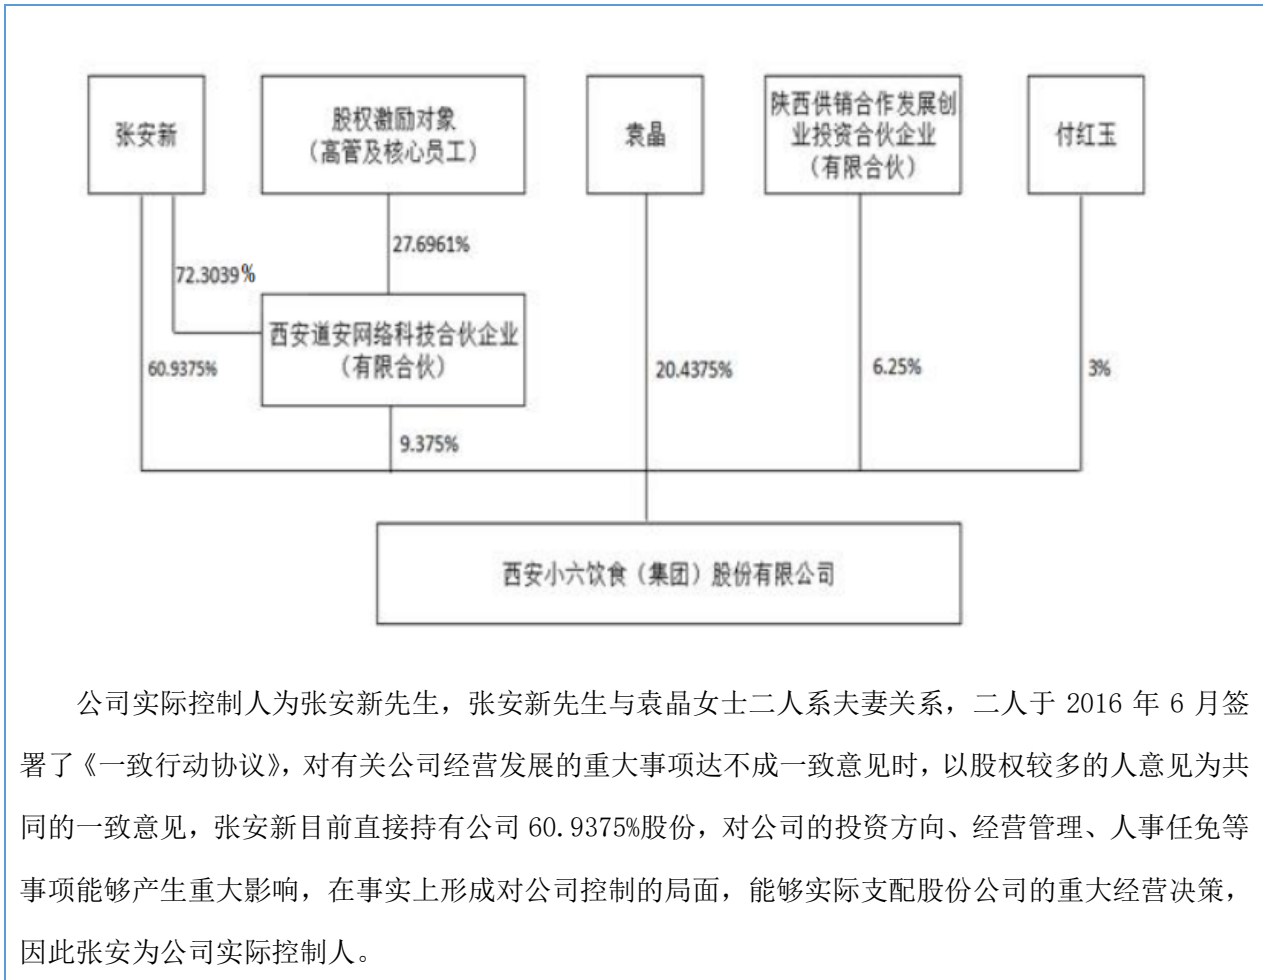 张安新
股权激励对象
（高管及核心员工）
袁晶
陕西供销合作发展创
业投资合伙企业
（有限合伙）
付红玉
27.6961%
72.3039%
西安道安网络科技合伙企业
（有限合伙）
60.9375%
20.4375%
6.25%
3%
9.375%
西安小六饮食（集团）股份有限公司
公司实际控制人为张安新先生，张安新先生与袁晶女士二人系夫妻关系，二人于 2016 年 6 月签
署了《一致行动协议》，对有关公司经营发展的重大事项达不成一致意见时，以股权较多的人意见为共
同的一致意见，张安新目前直接持有公司 60.9375%股份，对公司的投资方向、经营管理、人事任免等
事项能够产生重大影响，在事实上形成对公司控制的局面，能够实际支配股份公司的重大经营决策，
因此张安为公司实际控制人。